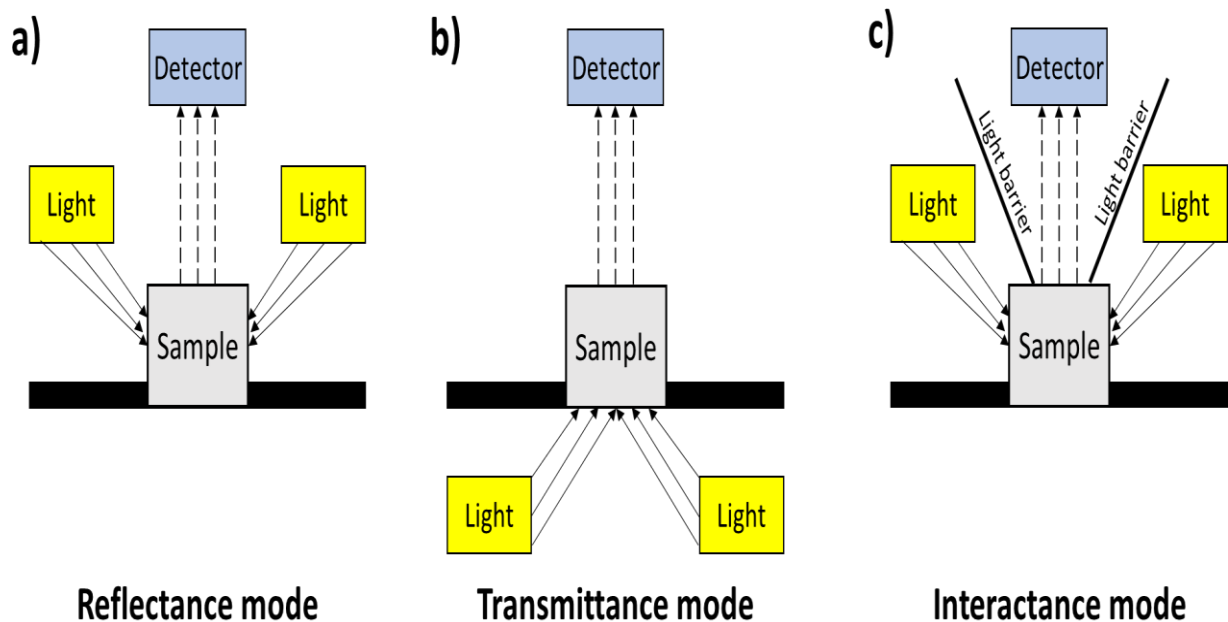 a)
Detector
Light
Light
Sample
Reflectance mode
b)
Detector
Sample
Light
Light
Transmittance mode
c)
Detector
Light barrier
Light barrier
Light
Light
Sample
Interactance mode